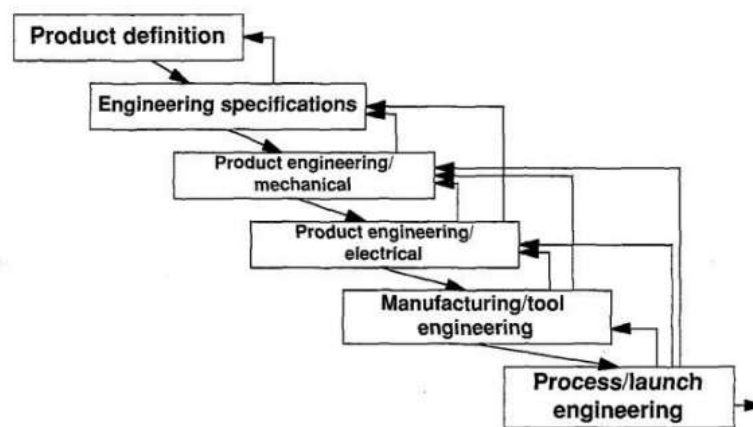 Product definition
Engineering specifications
Product engineering/
mechanical
Product engineering/
electrical
Manufacturing/tool
engineering
Process/launch
engineering